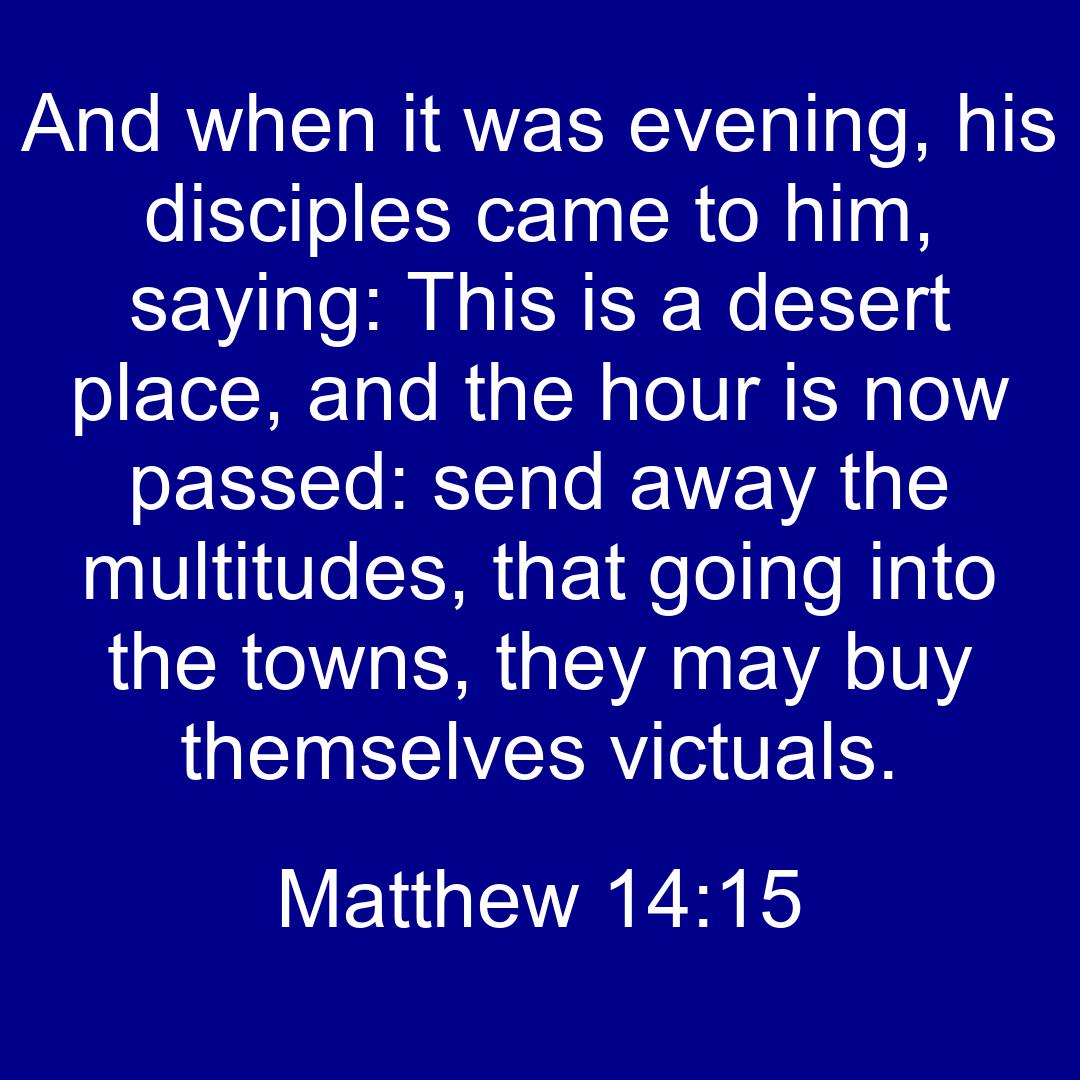 And when it was evening, his
disciples came to him,
saying: This is a desert
place, and the hour is now
passed: send away the
multitudes, that going into
the towns, they may buy
themselves victuals.
Matthew 14:15